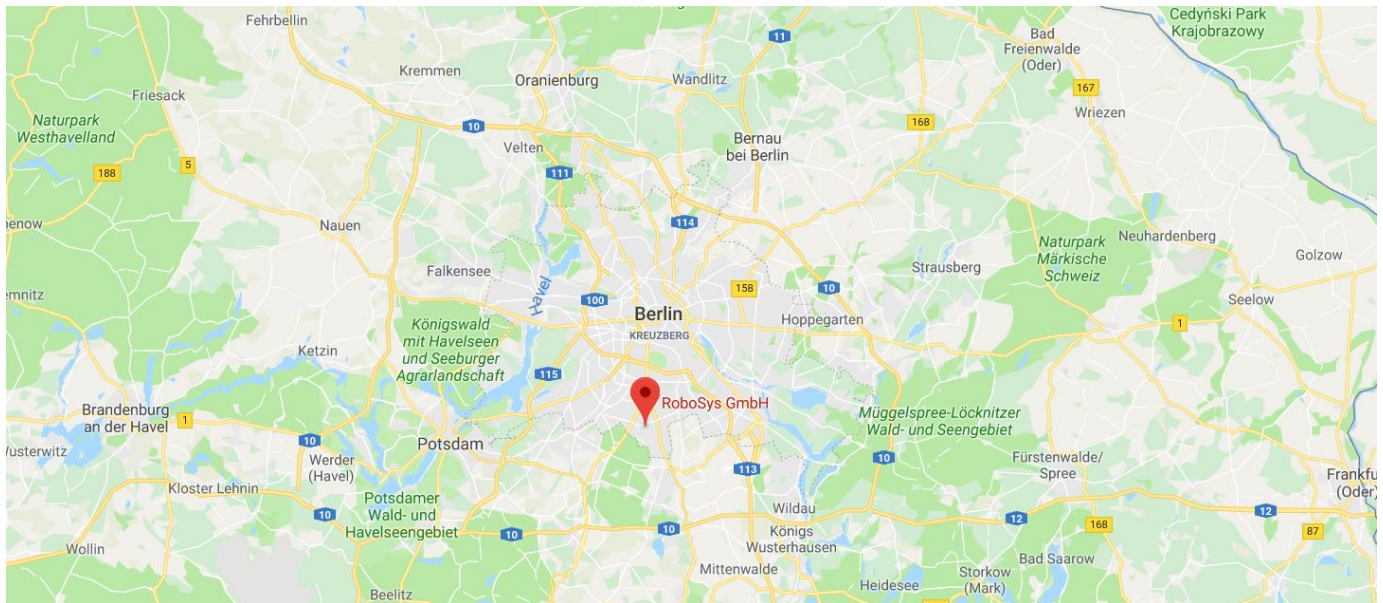 Fehrbellin
Cedyński Park
Krajobrazowy
11
Bad
Freienwalde
(Oder)
Kremmen
Oranienburg
Wandlitz
167
Friesack
Wriezen
Naturpark
Westhavelland
10
168
Velten
Bernau
bei Berlin
5
188
111
Nauen
114
Neuhardenberg
Naturpark
Märkische
Schweiz
Golzow
Falkensee
Havel
Strausberg
10
158
100
Seelow
Berlin
Hoppegarten
1
KREUZBERG
Königswald
mit Havelseen
und Seeburger
Agrarlandschaft
Ketzin
115
RoboSys GmbH
Brandenburg
an der Havel
1
Müggelspree-Löcknitzer
Wald- und Seengebiet
10
Potsdam
10
Werder
(Havel)
113
Fürstenwalde/
Spree
Kloster Lehnin
Potsdamer
Wald- und
Havelseengebiet
10
10
10
Wildau
12
168
12
87
Frankfu
(Oder)
Königs
Wusterhausen
Wollin
Bad Saarow
Mittenwalde
Storkow
(Mark)
Heidesee
Beelitz